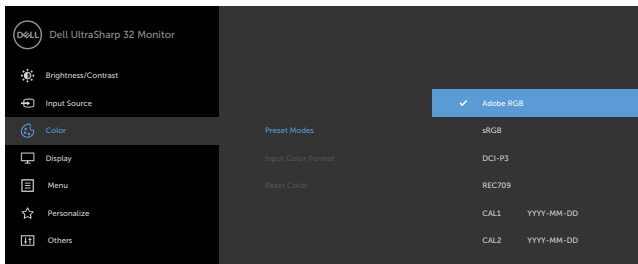 DELL Dell UltraSharp 32 Monitor
Brightness/Contrast
Input Source
Adobe RGB
Color
Preset Modes
sRGB
Display
Input Color Format
DCI-P3
Menu
Reset Color
REC709
Personalize
CAL1 YYYY-MM-DD
Others
CAL2 YYYY-MM-DD